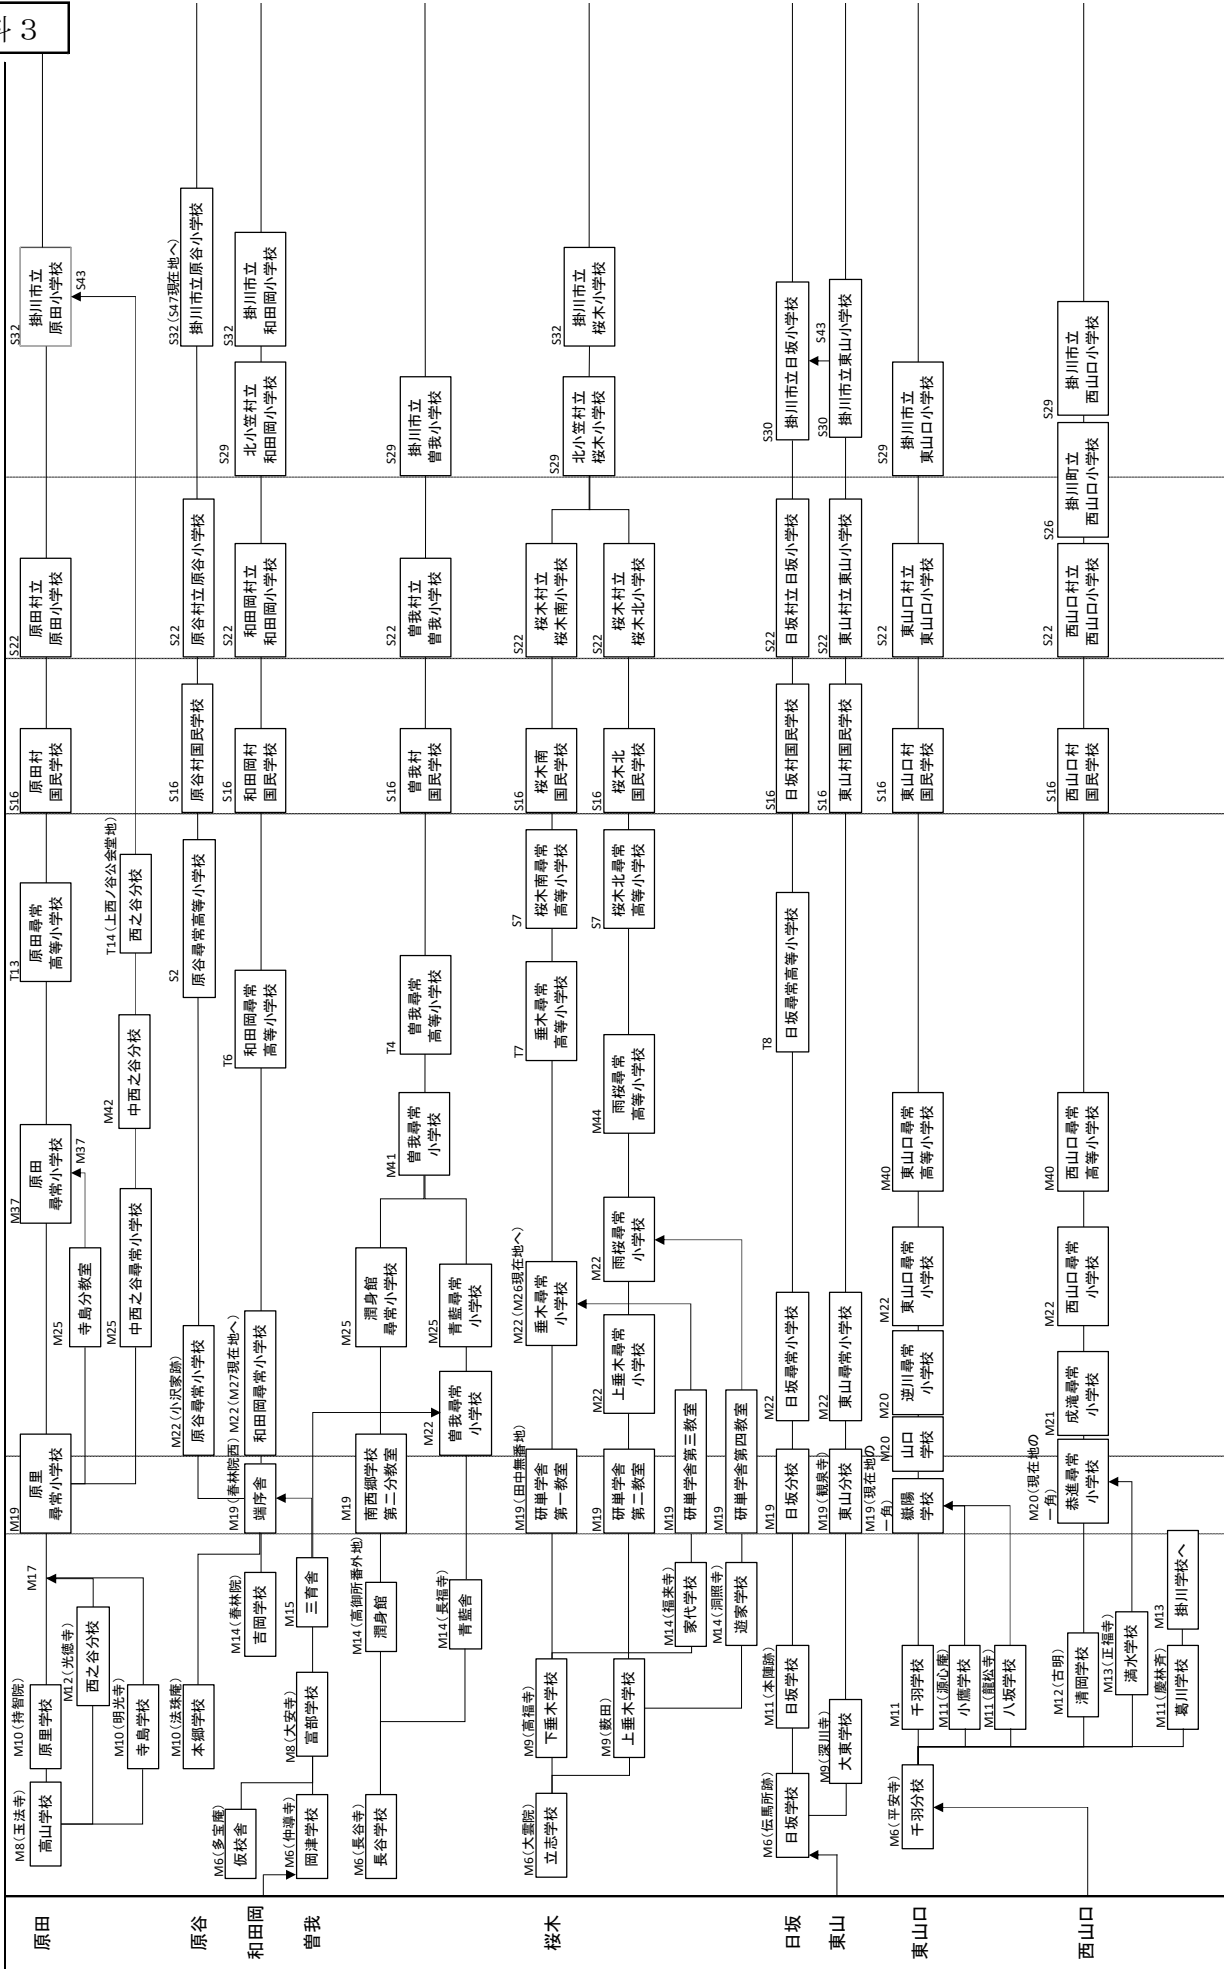 料３
原田
M8（玉法寺）
高山学校
M10（待智院）
原里学校
M12（光徳寺）
西之谷分校
M10（明光寺）
寺島学校
M17
M19
原里
尋常小学校
M25
寺島分教室
M25
中西之谷尋常小学校
M37
原田
尋常小学校
M37
M42
中西之谷分校
T13
原田尋常
高等小学校
T14（上西ノ谷公会堂地）
西之谷分校
S16
原田村
国民学校
S22
原田村立
原田小学校
S32
掛川市立
原田小学校
S43
原谷
M10（法珠庵）
本郷学校
M22（小沢家跡）
原谷尋常小学校
S2
原谷尋常高等小学校
S16
原谷村国民学校
S22
原谷村立原谷小学校
S32（S47現在地へ）
掛川市立原谷小学校
和田岡
M6（多宝庵）
仮校舎
M14（春林院）
吉岡学校
M19（春林院西）
端序舎
M22（M27現在地へ）
和田岡尋常小学校
T6
和田岡尋常
高等小学校
S16
和田岡村
国民学校
S22
和田岡村立
和田岡小学校
S29
北小笠村立
和田岡小学校
S32
掛川市立
和田岡小学校
曽我
M6（仲導寺）
岡津学校
M8（大安寺）
富部学校
M15
三育舎
M6（長谷寺）
長谷学校
M14（高御所番外地）
潤身館
M14（長福寺）
青藍舎
M19
南西郷学校
第二分教室
M22
曽我尋常
小学校
M25
潤身館
尋常小学校
M25
青藍尋常
小学校
M41
曽我尋常
小学校
T4
曽我尋常
高等小学校
S16
曽我村
国民学校
S22
曽我村立
曽我小学校
S29
掛川市立
曽我小学校
桜木
M6（大雲院）
立志学校
M9（高福寺）
下垂木学校
M9（薮田）
上垂木学校
M14（福来寺）
家代学校
M14（洞照寺）
遊家学校
M19（田中無番地）
研単学舎
第一教室
M19
研単学舎
第二教室
M19
研単学舎第三教室
M19
研単学舎第四教室
M22（M26現在地へ）
垂木尋常
小学校
M22
上垂木尋常
小学校
M22
雨桜尋常
小学校
M44
雨桜尋常
高等小学校
T7
垂木尋常
高等小学校
S7
桜木南尋常
高等小学校
S7
桜木北尋常
高等小学校
S16
桜木南
国民学校
S16
桜木北
国民学校
S22
桜木村立
桜木南小学校
S22
桜木村立
桜木北小学校
S29
北小笠村立
桜木小学校
S32
掛川市立
桜木小学校
日坂
M6（伝馬所跡）
日坂学校
M11（本陣跡）
日坂学校
M19
日坂分校
M22
日坂尋常小学校
T8
日坂尋常高等小学校
S16
日坂村国民学校
S22
日坂村立日坂小学校
S30
掛川市立日坂小学校
東山
M9（深川寺）
大東学校
M19（観泉寺）
東山分校
M22
東山尋常小学校
S16
東山村国民学校
S22
東山村立東山小学校
S30
掛川市立東山小学校
S43
東山口
M6（平安寺）
千羽分校
M11
千羽学校
M11（源心庵）
小鷹学校
M11（龍松寺）
八坂学校
M19（現在地の
一角）
嶽陽
学校
M20
山口
学校
M20
逆川尋常
小学校
M22
東山口尋常
小学校
M40
東山口尋常
高等小学校
S16
東山口村
国民学校
S22
東山口村立
東山口小学校
S29
掛川市立
東山口小学校
西山口
M12（古明）
清岡学校
M13（正福寺）
満水学校
M11（慶林斉）
葛川学校
M13
掛川学校へ
M20（現在地の
一角）
恭進尋常
小学校
M21
成滝尋常
小学校
M22
西山口尋常
小学校
M40
西山口尋常
高等小学校
S16
西山口村
国民学校
S22
西山口村立
西山口小学校
S26
掛川町立
西山口小学校
S29
掛川市立
西山口小学校